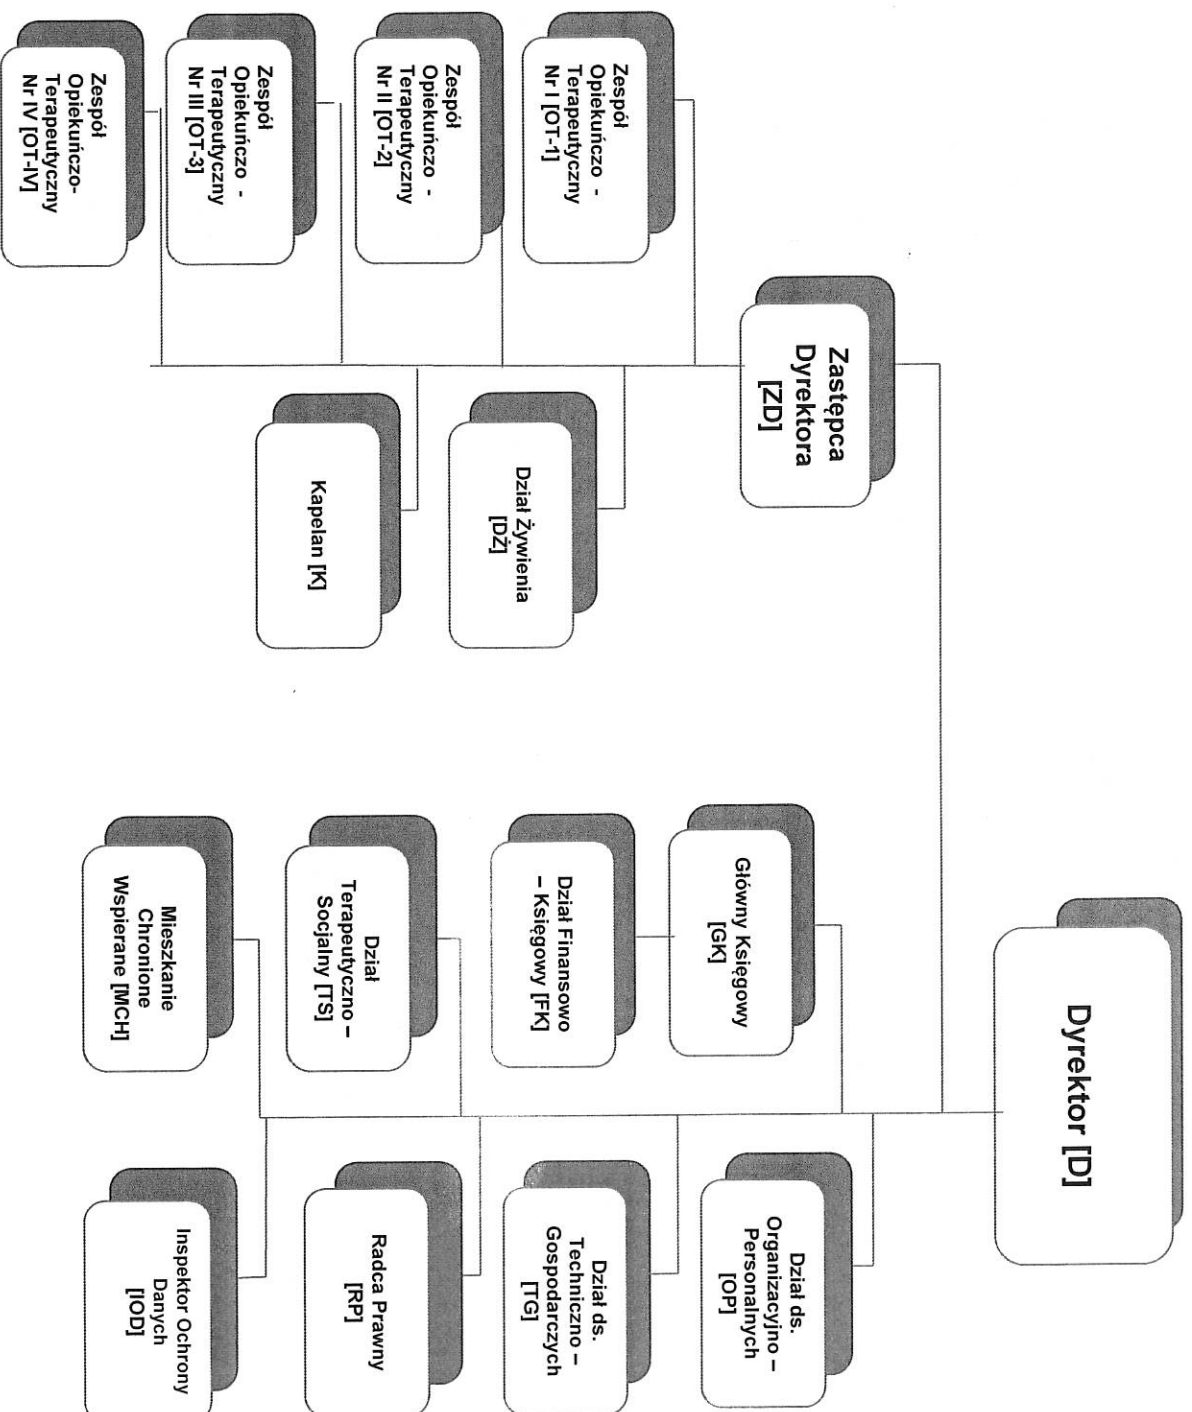 Dyrektor [D]
Zastępca
Dyrektora
[ZD]
Zespół
Opiekuńczo -
Terapeutyczny
Nr I [OT-1]
Zespół
Opiekuńczo -
Terapeutyczny
Nr II [OT-2]
Zespół
Opiekuńczo -
Terapeutyczny
Nr III [OT-3]
Zespół
Opiekuńczo-
Terapeutyczny
Nr IV [OT-IV]
Dział Żywienia
[DŻ]
Kapelan [K]
Główny Księgowy
[GK]
Dział Finansowo
– Księgowy [FK]
Dział
Terapeutyczno –
Socjalny [TS]
Mieszkanie
Chronione
Wspierane [MCH]
Dział ds.
Organizacyjno –
Personalnych
[OP]
Dział ds.
Techniczno –
Gospodarczych
[TG]
Radca Prawny
[RP]
Inspektor Ochrony
Danych
[IOD]